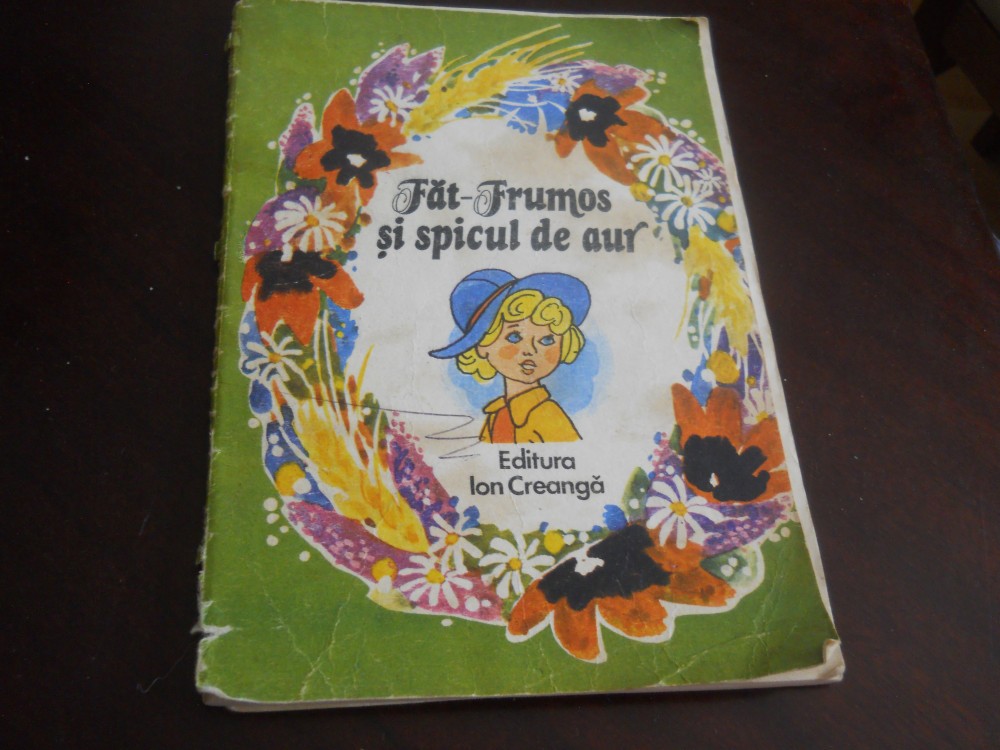 Făt-Frumos
și spicul de aur
Editura
Ion Creangă